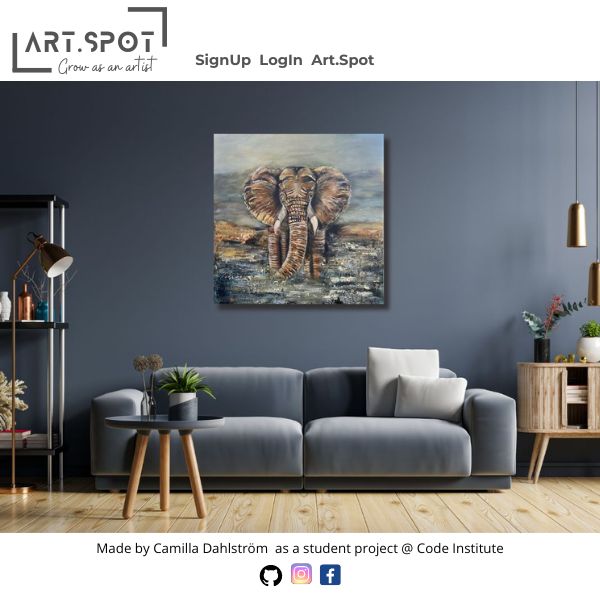 ART.SPOT
Grow as an artist
SignUp LogIn Art.Spot
Made by Camilla Dahlström as a student project @ Code Institute